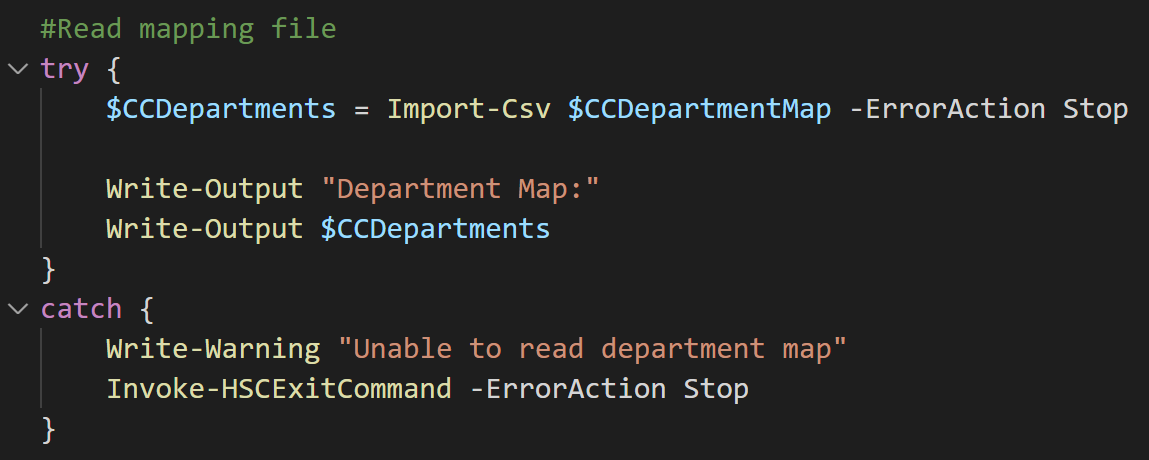 #Read mapping file
try {
$CCDepartments = Import-Csv $CCDepartmentMap -ErrorAction Stop
Write-Output "Department Map:"
Write-Output $CCDepartments
}
catch {
Write-Warning "Unable to read department map"
Invoke-HSCExitCommand -ErrorAction Stop
}